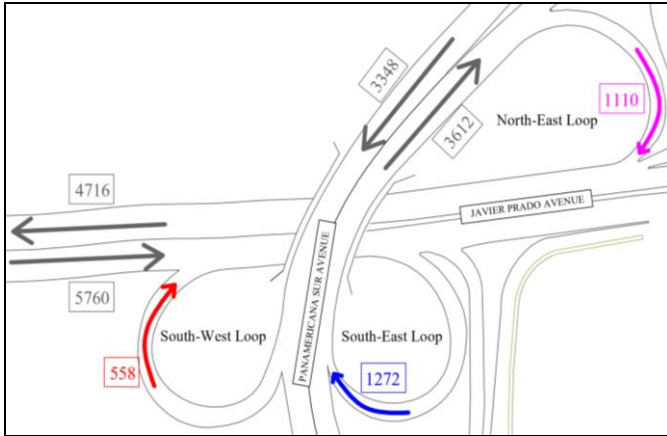 3348
3612
1110
North-East Loop
4716
JAVIER PRADO AVENUE
5760
PANAMERICANA SUR AVENUE
South-West Loop
South-East Loop
558
1272